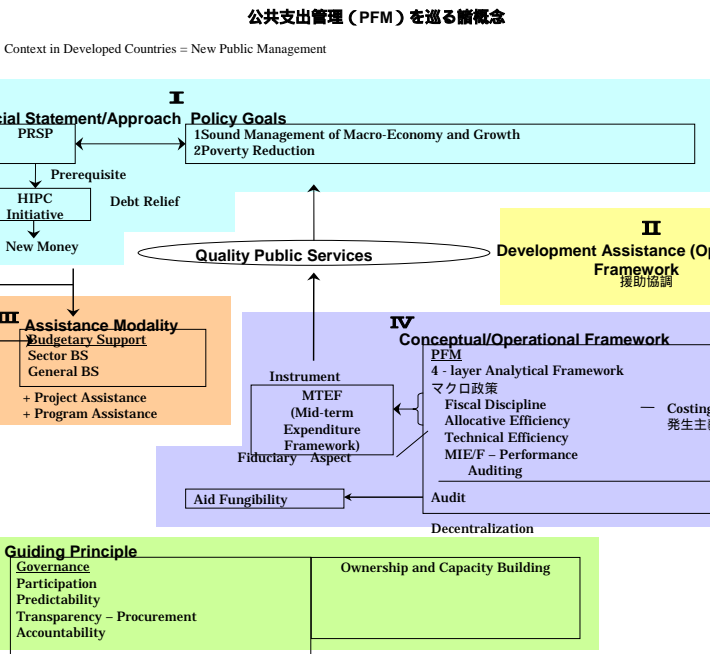 公共支出管理（PFM）を巡る諸概念
Context in Developed Countries = New Public Management
I
Statement/Approach
Policy Goals
PRSP
1Sound Management of Macro-Economy and Growth
2Poverty Reduction
Prerequisite
HIPC
Initiative
Debt Relief
New Money
Quality Public Services
II
Development Assistance
Framework
援助協調
III
Assistance Modality
Budgetary Support
Sector BS
General BS
+ Project Assistance
+ Program Assistance
IV
Conceptual/Operational Framework
Instrument
MTEF
(Mid-term
Expenditure
Framework)
Fiduciary Aspect
Aid Fungibility
PFM
4 - layer Analytical Framework
マクロ政策
Fiscal Discipline
Allocative Efficiency
Technical Efficiency
MIE/F – Performance
Auditing
— Costing
発生主
Audit
Decentralization
Guiding Principle
Governance
Participation
Predictability
Transparency – Procurement
Accountability
Ownership and Capacity Building